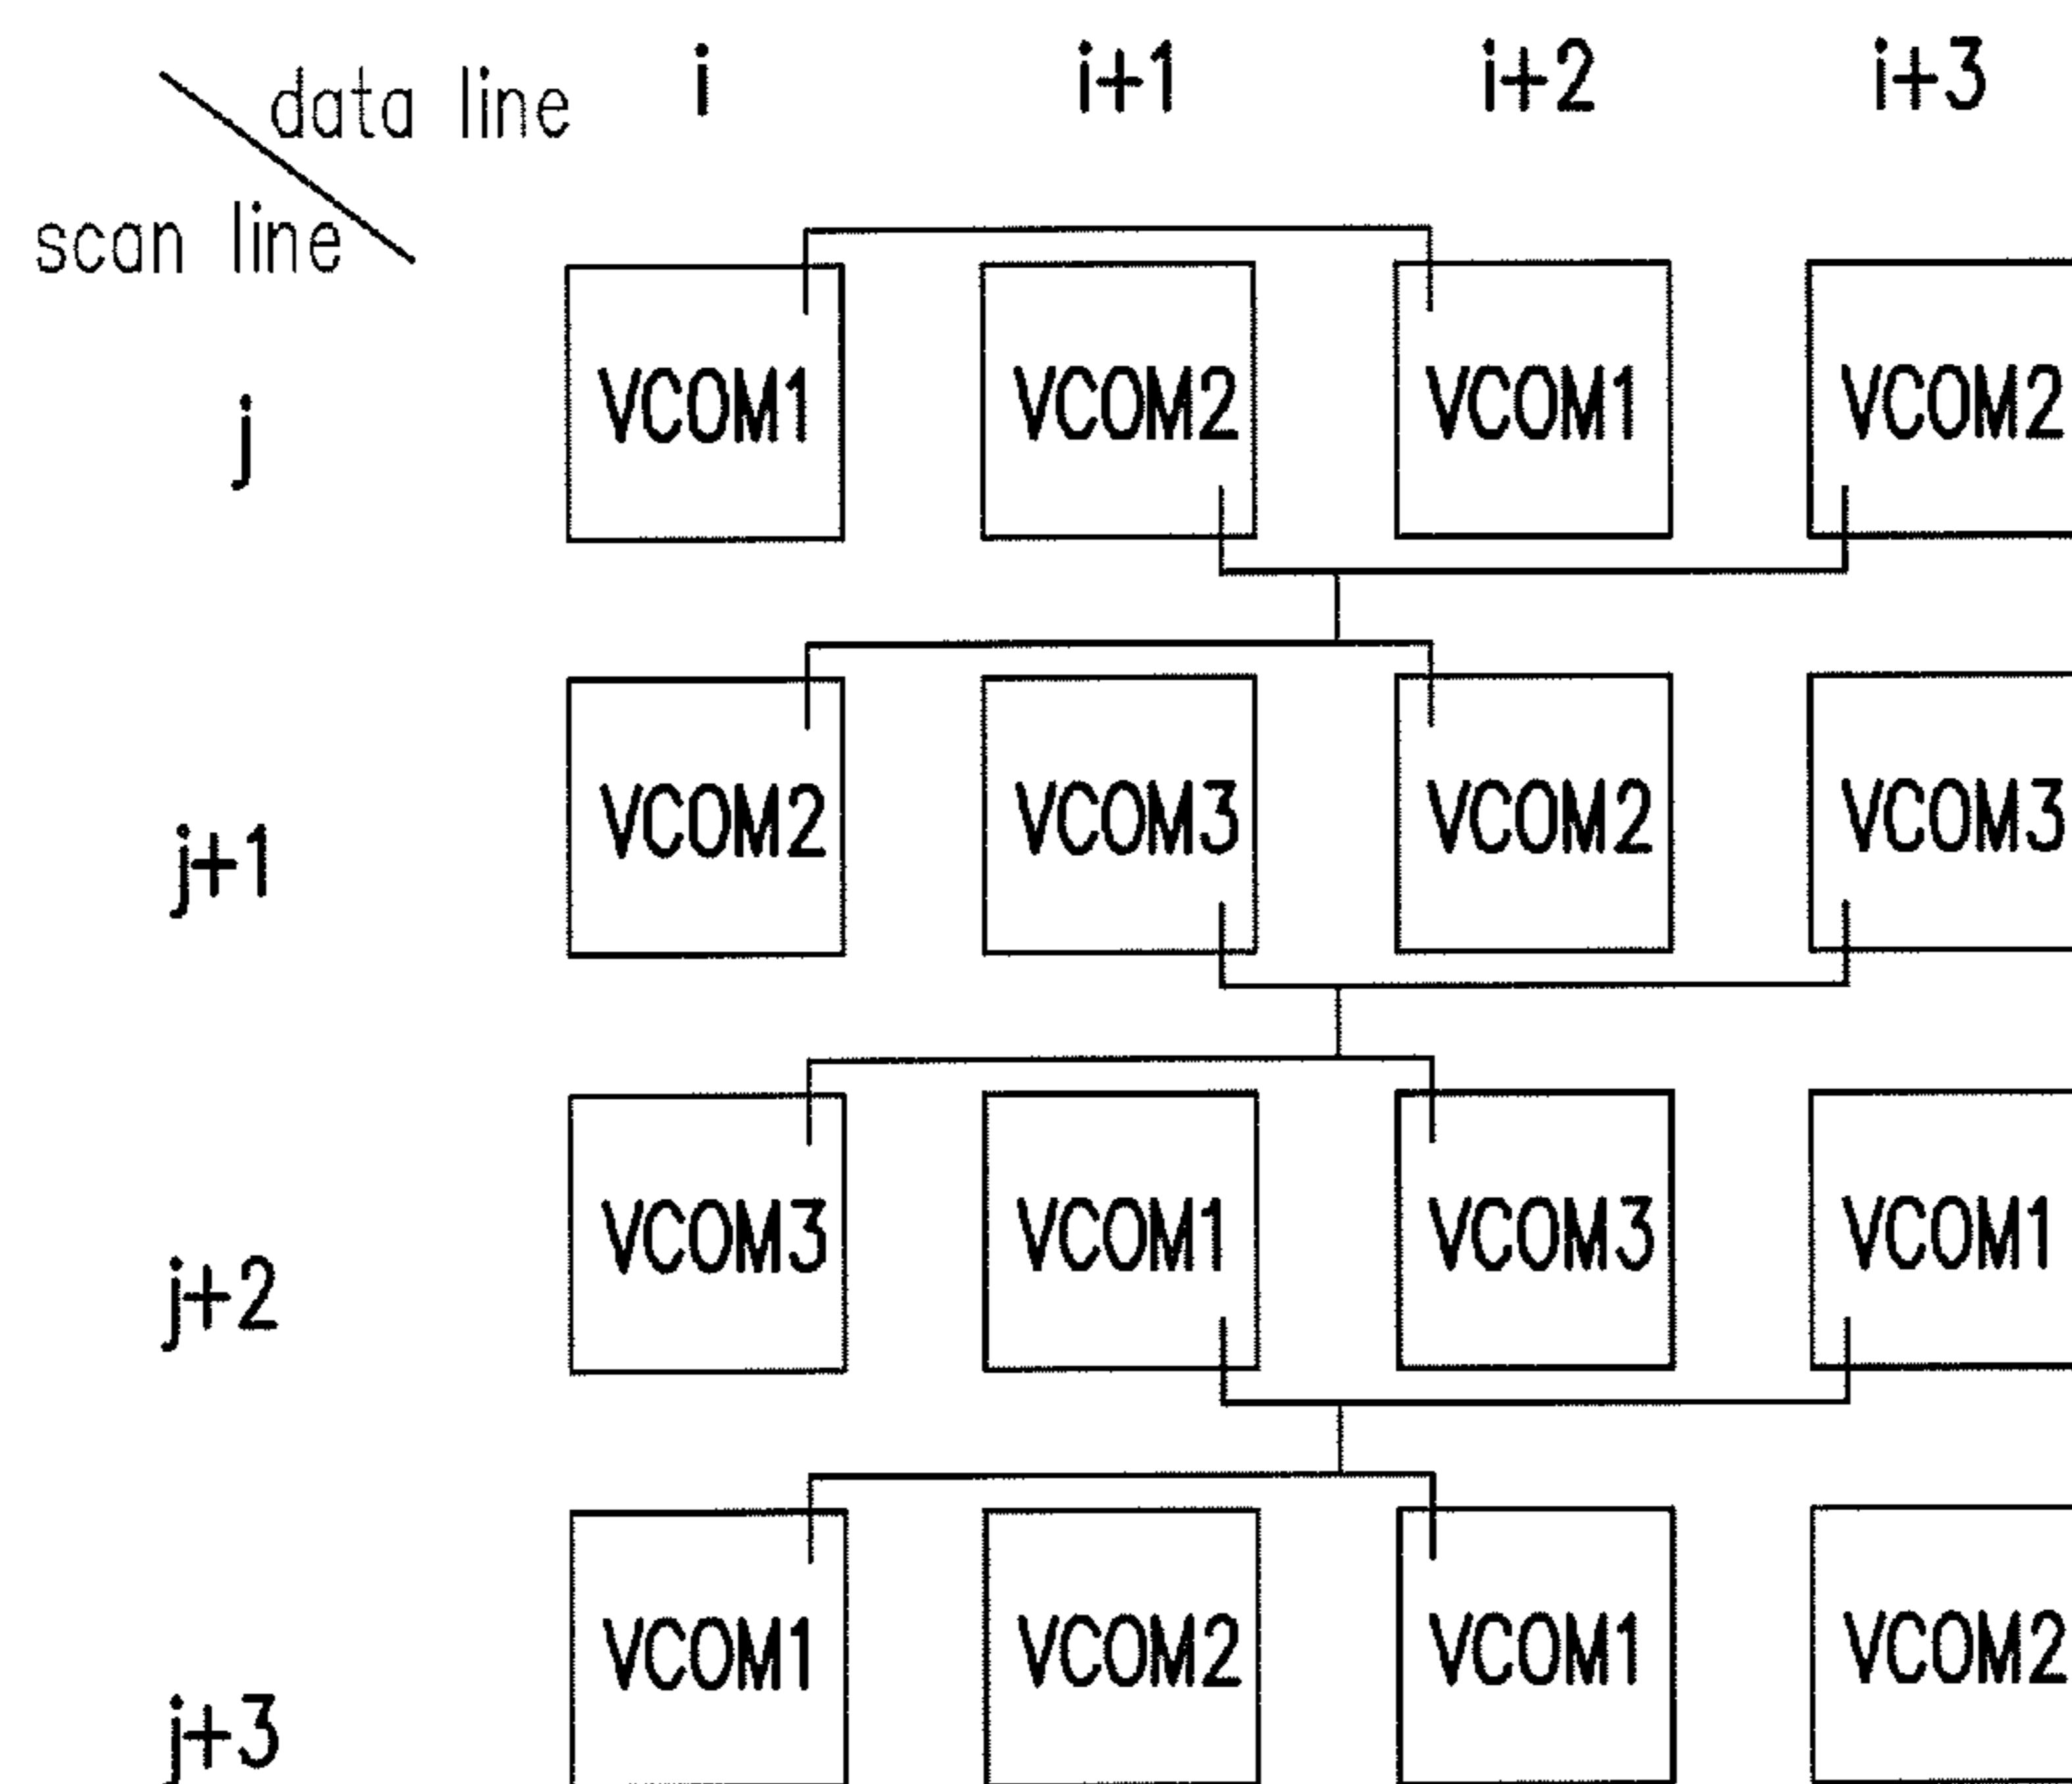 data line i i+1 i+2 i+3
scan line
j VCOM1 VCOM2 VCOM1 VCOM2
j+1 VCOM2 VCOM3 VCOM2 VCOM3
j+2 VCOM3 VCOM1 VCOM3 VCOM1
j+3 VCOM1 VCOM2 VCOM1 VCOM2